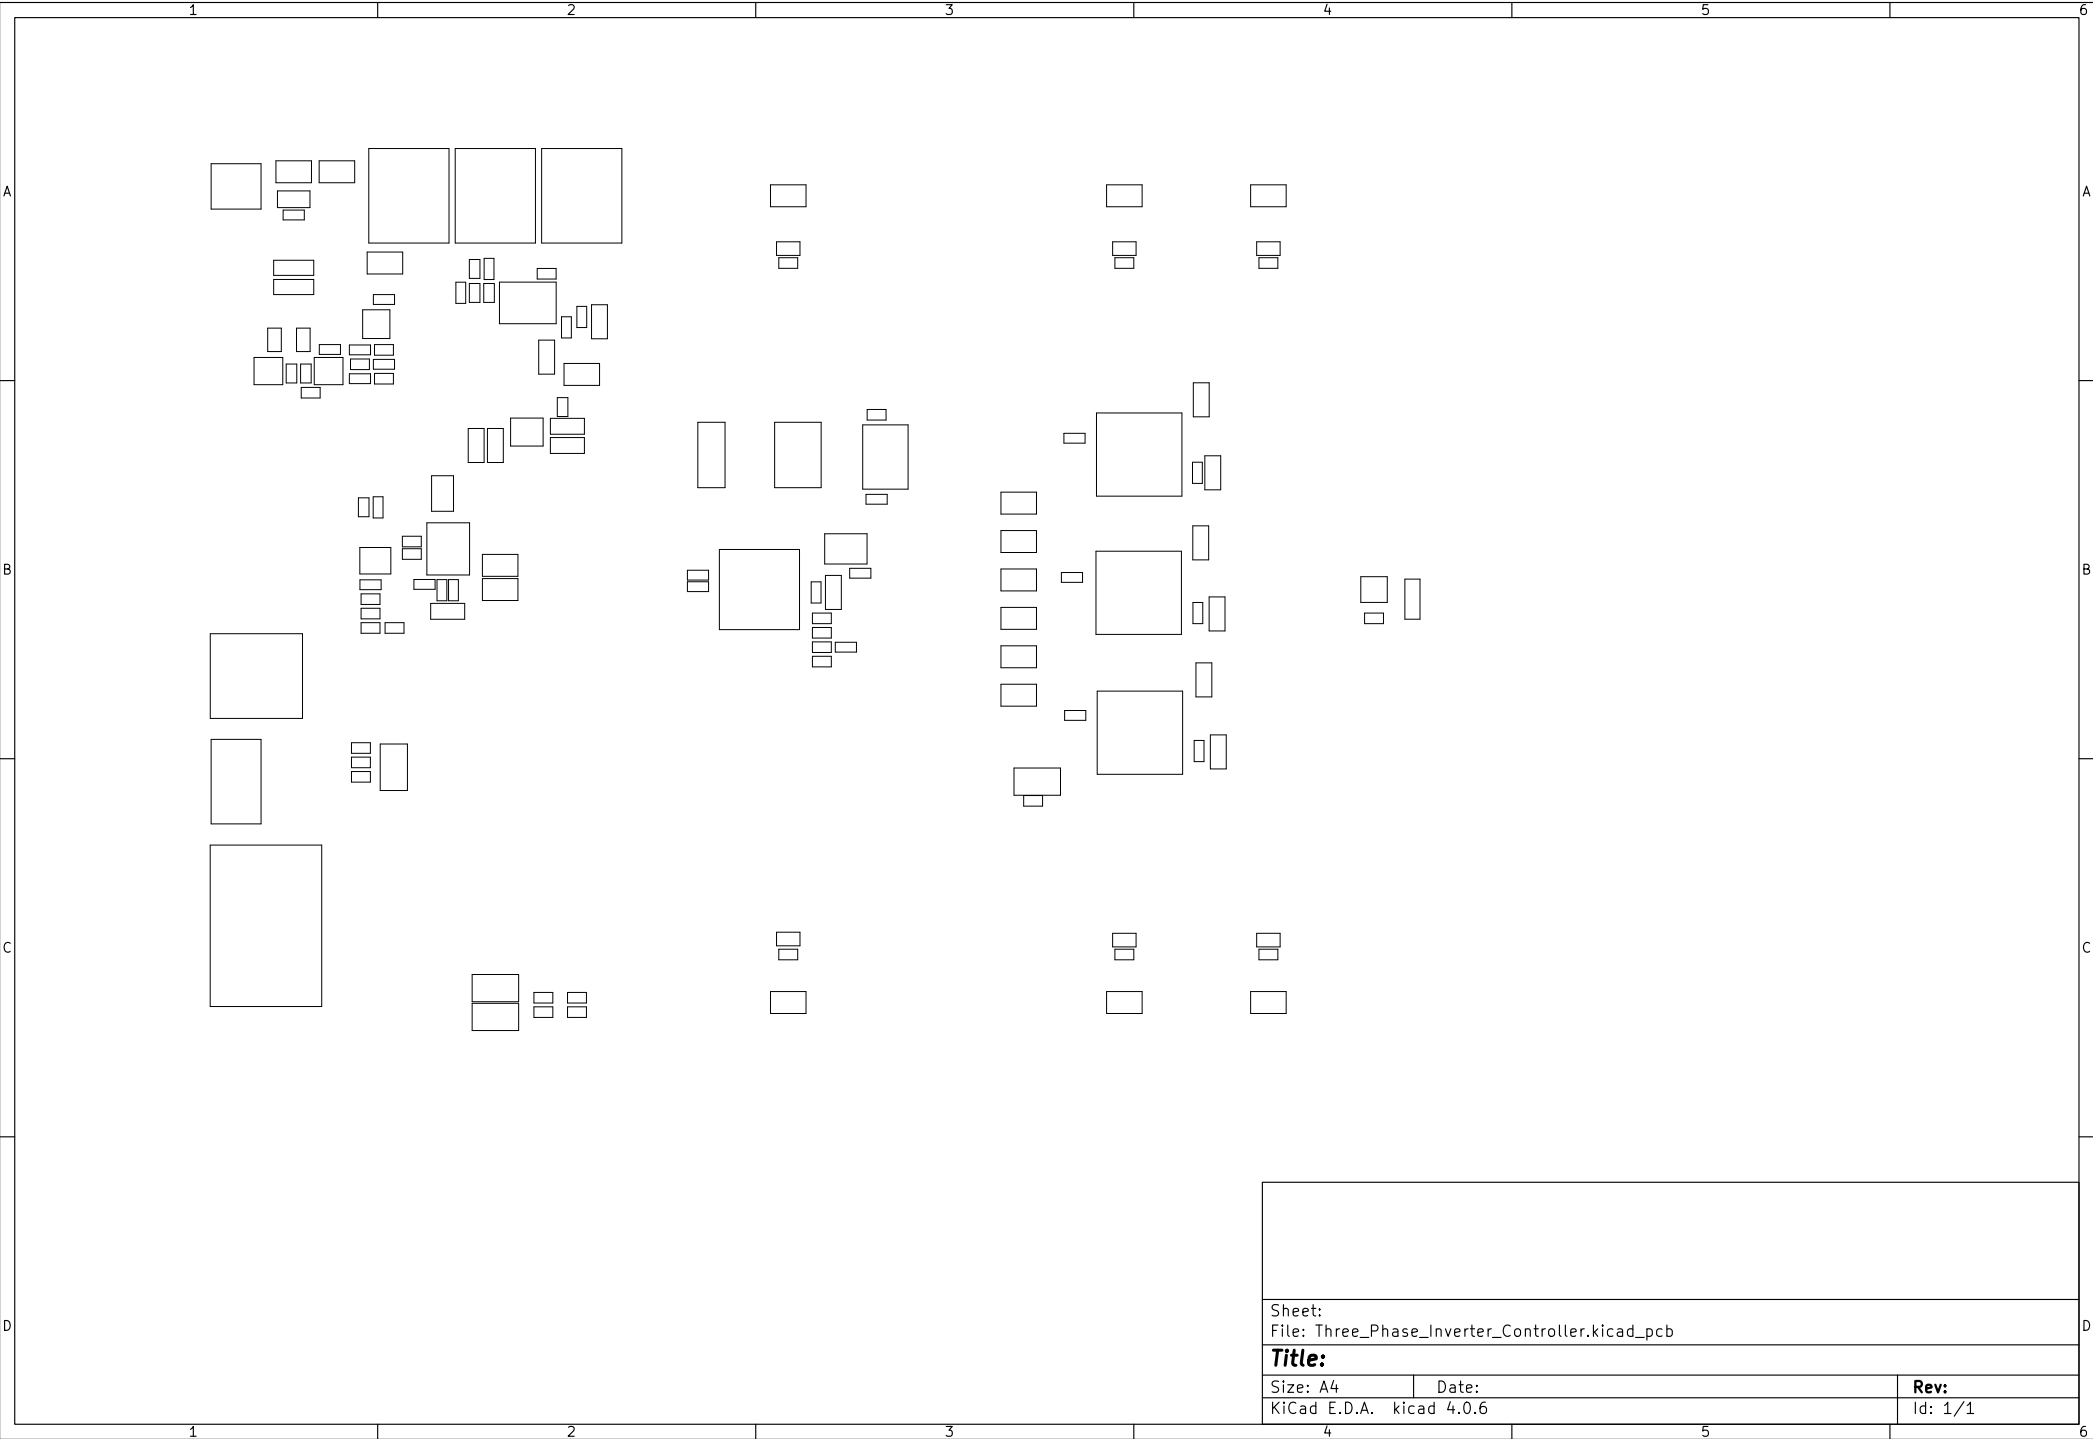 1 2 3 4 5 6
A A
B B
C C
Sheet:
File: Three_Phase_Inverter_Controller.kicad_pcb
D D
Title:
Size: A4 Date: Rev:
KiCad E.D.A. kicad 4.0.6 Id: 1/1
1 2 3 4 5 6